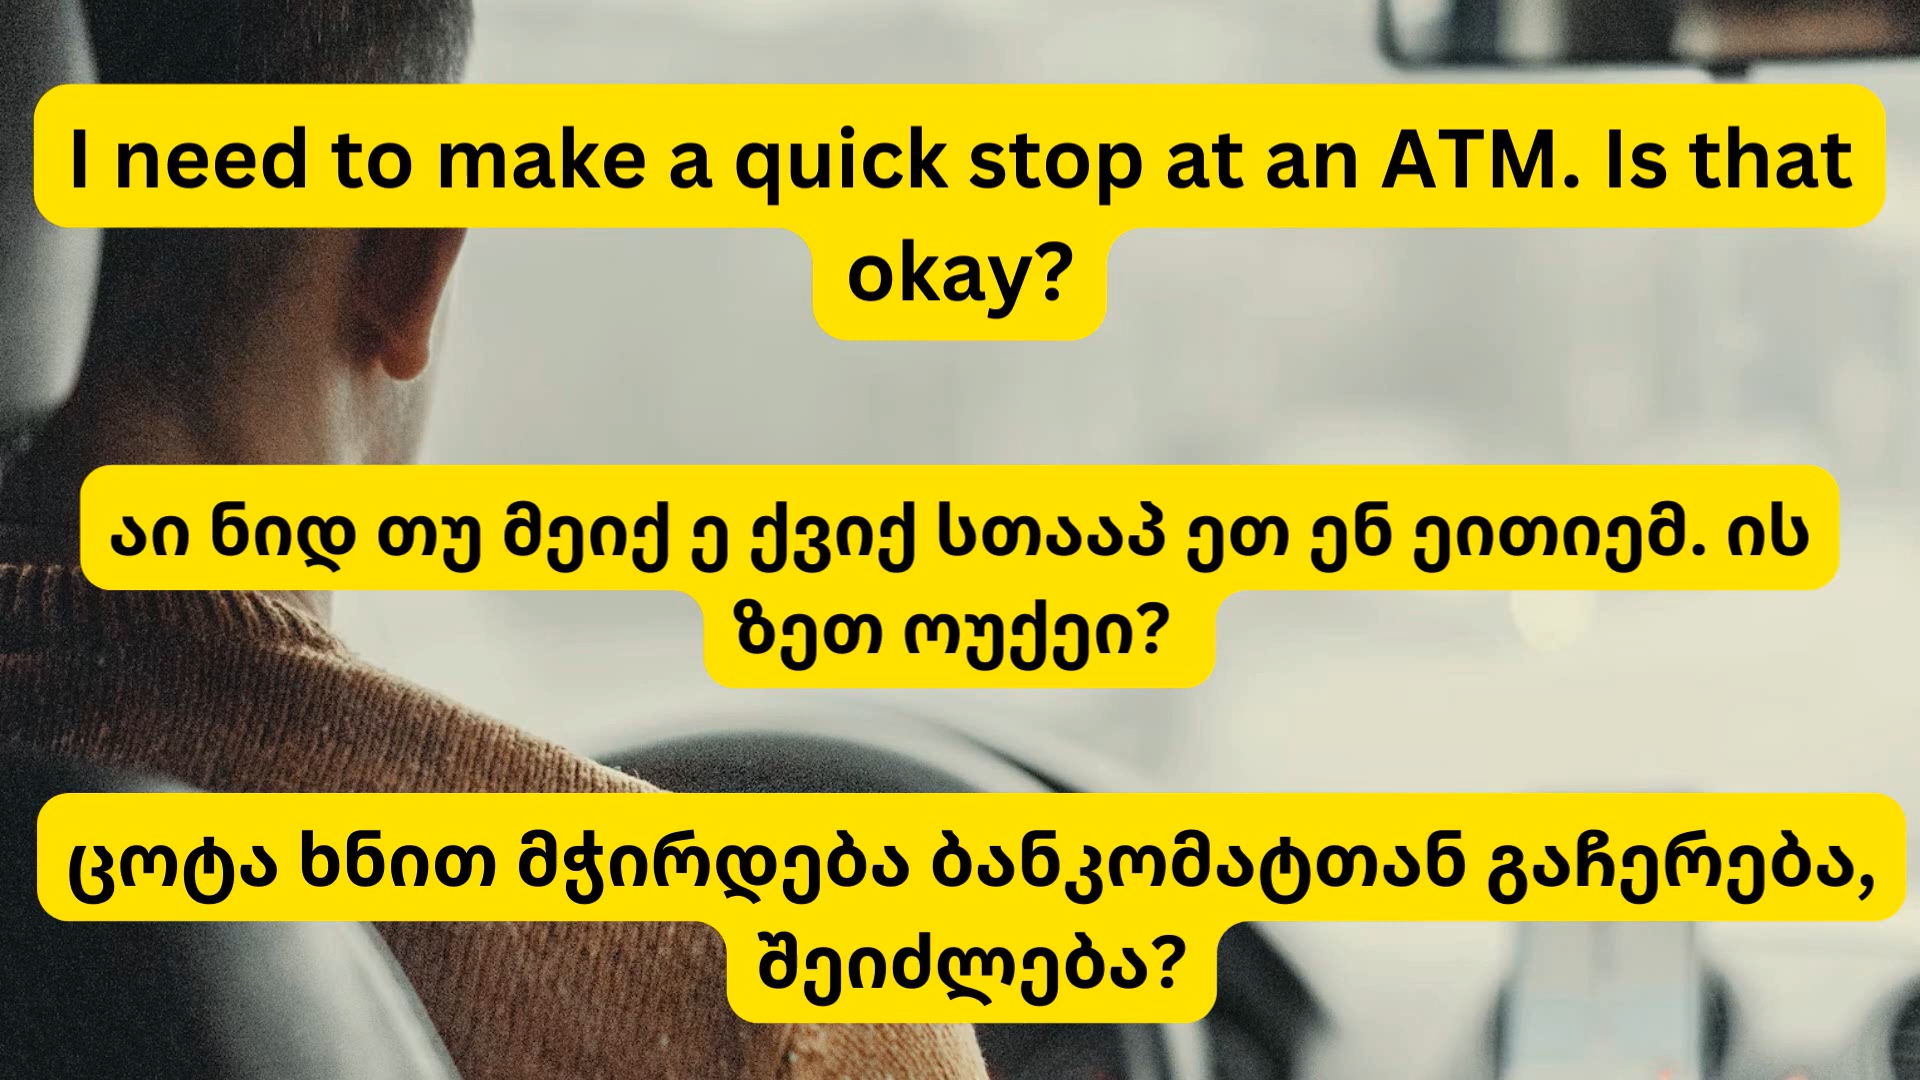 I need to make a quick stop at an ATM. Is that
okay?
აი ნიდ თუ მეიქ ე ქვიქ სთააპ ეთ ენ ეითიემ. ის
ზეთ ოუქეი?
ცოტა ხნით მჭირდება ბანკომატთან გაჩერება,
შეიძლება?